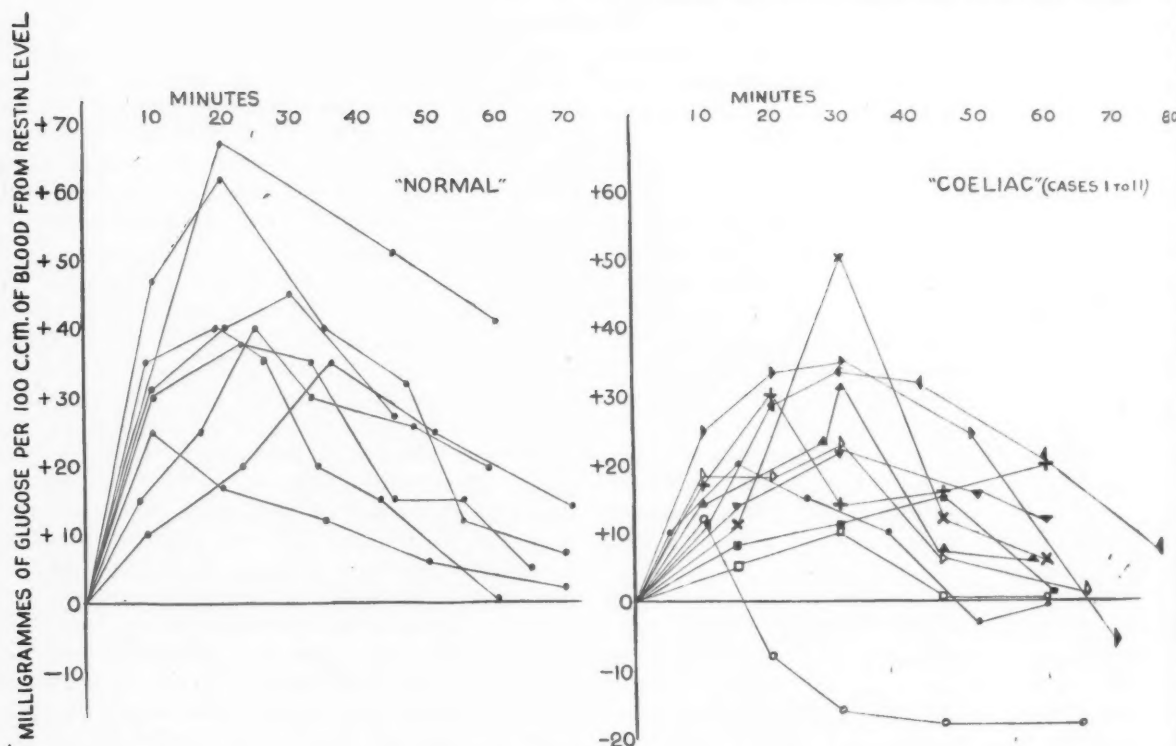 MILLIGRAMMES OF GLUCOSE PER 100 C.Cm. OF BLOOD FROM RESTIN LEVEL.
MINUTES
10 20 30 40 50 60 70
+70
+60
+50
+40
+30
+20
+10
0
-10
"NORMAL"
MINUTES
10 20 30 40 50 60 70 80
+60
+50
+40
+30
+20
+10
0
-10
-20
"COELIAC" (CASES I TO II)